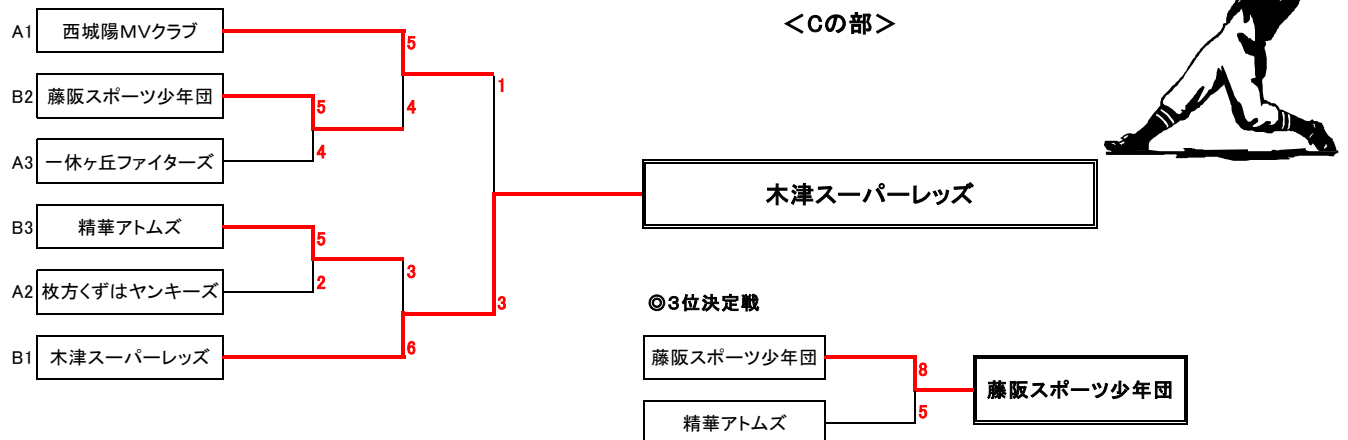 ＜Cの部＞
A1 西城陽MVクラブ
5
1
B2 藤阪スポーツ少年団
5
4
A3 一休ヶ丘ファイターズ
4
木津スーパーレッズ
B3 精華アトムズ
5
3
A2 枚方くずはヤンキーズ
2
3
◎3位決定戦
B1 木津スーパーレッズ
6
藤阪スポーツ少年団
8
藤阪スポーツ少年団
精華アトムズ
5